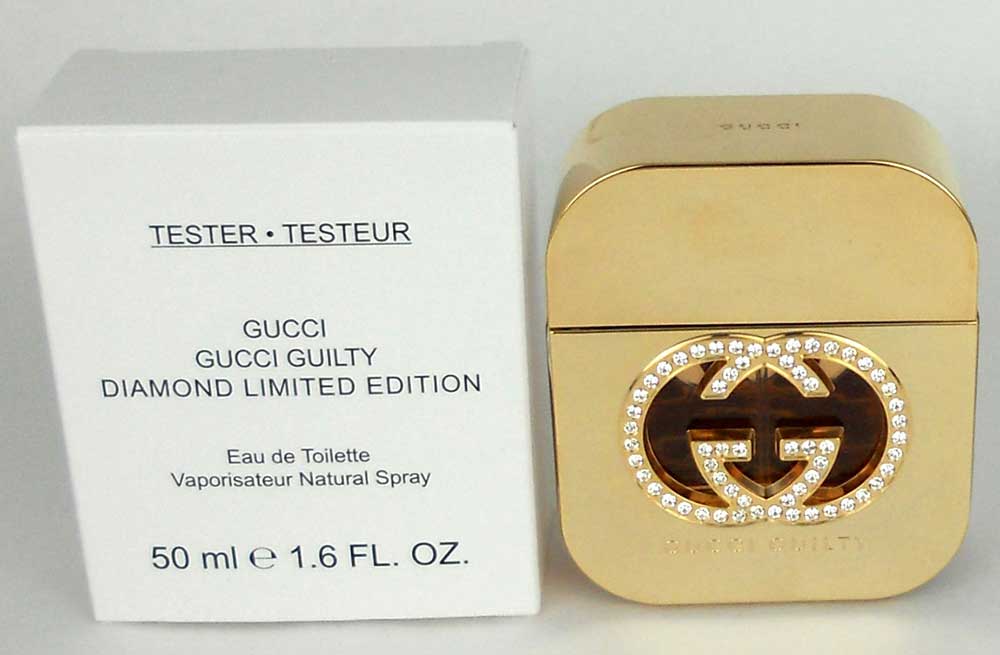 TESTER • TESTEUR
GUCCI
GUCCI GUILTY
DIAMOND LIMITED EDITION
Eau de Toilette
Vaporisateur Natural Spray
50 ml ℮ 1.6 FL. OZ.
GUCCI
GUCCI GUILTY